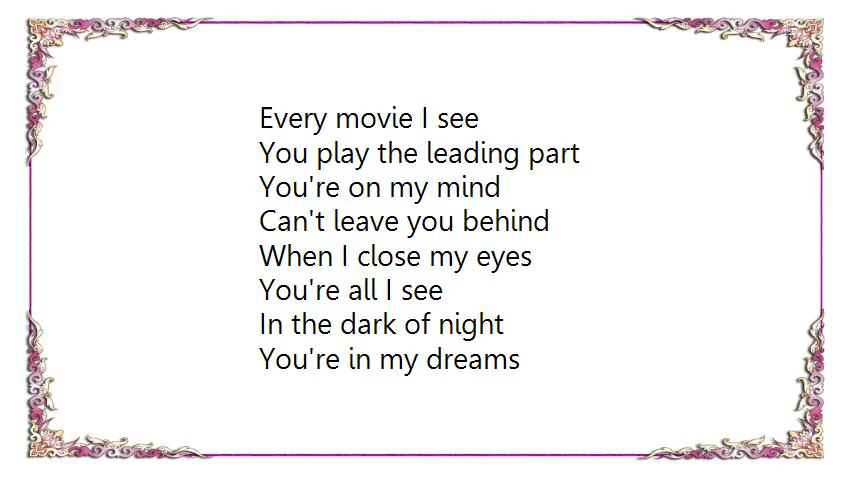 Every movie I see
You play the leading part
You're on my mind
Can't leave you behind
When I close my eyes
You're all I see
In the dark of night
You're in my dreams